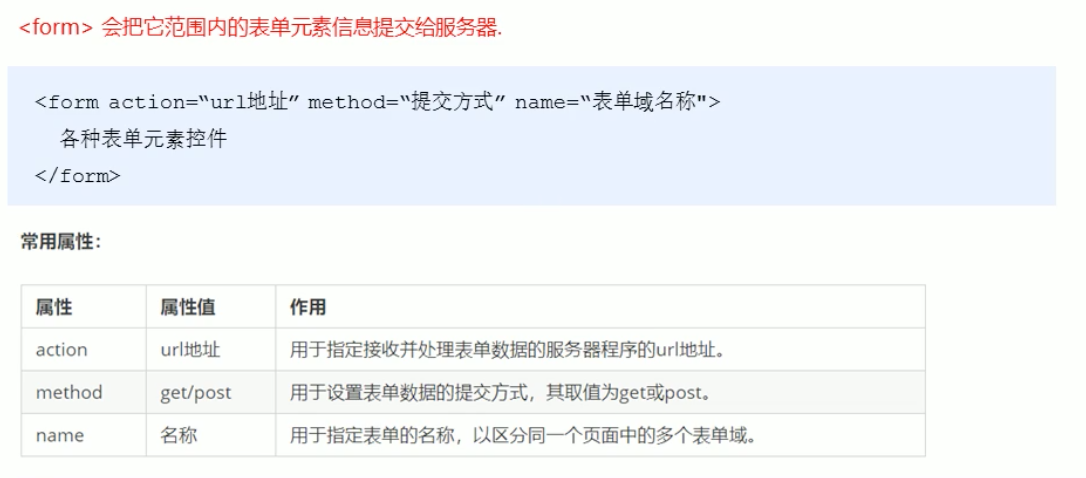 <form> 会把它范围内的表单元素信息提交给服务器.
<form action=“url地址” method=“提交方式” name=“表单域名称">
各种表单元素控件
</form>
常用属性：
属性 属性值 作用
action url地址 用于指定接收并处理表单数据的服务器程序的url地址。
method get/post 用于设置表单数据的提交方式，其取值为get或post。
name 名称 用于指定表单的名称，以区分同一个页面中的多个表单域。